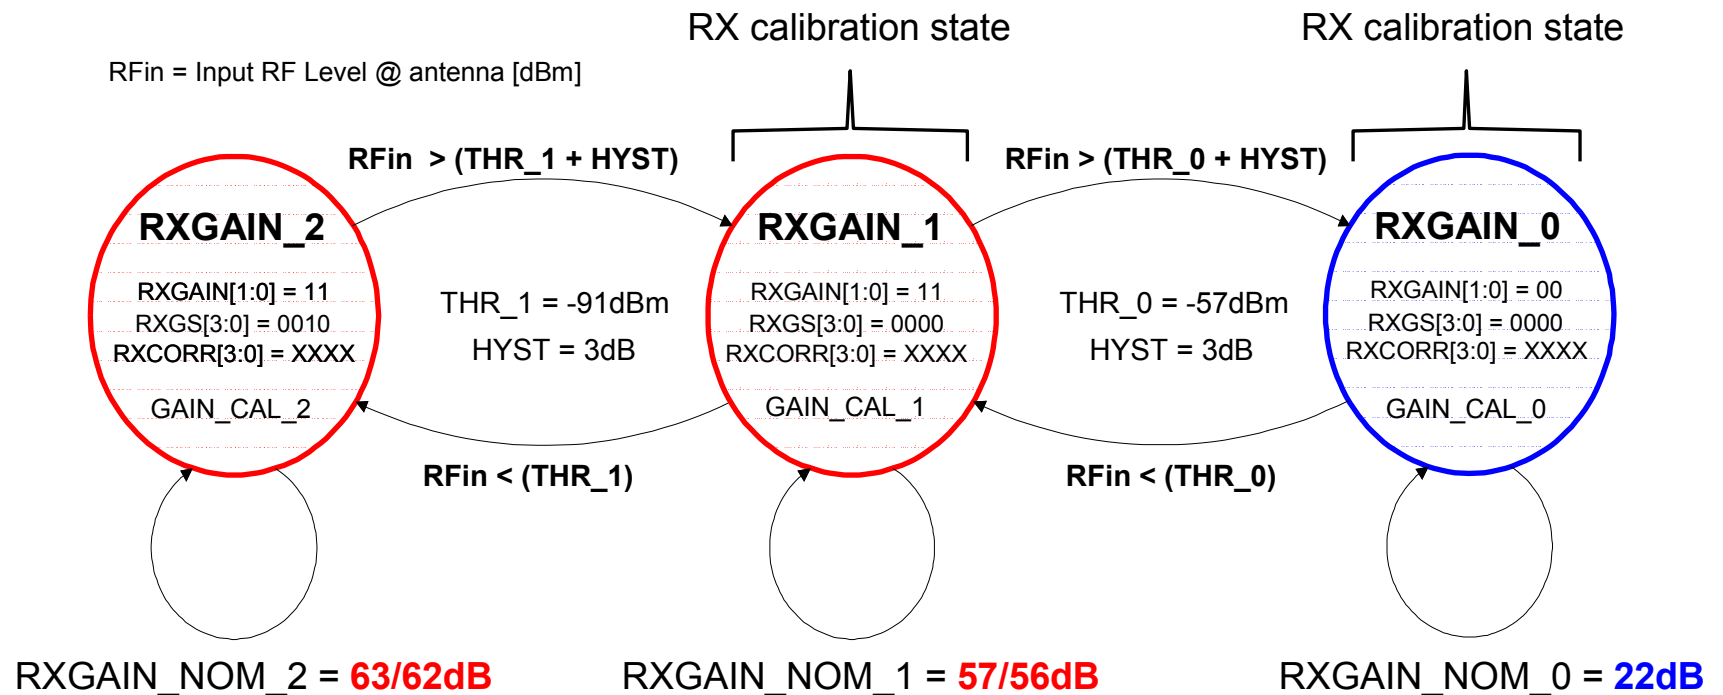 RX calibration state
RX calibration state
RFin = Input RF Level @ antenna [dBm]
RFin > (THR_1 + HYST)
RFin > (THR_0 + HYST)
RXGAIN_2
RXGAIN[1:0] = 11
RXGS[3:0] = 0010
RXCORR[3:0] = XXXX
GAIN_CAL_2
THR_1 = -91dBm
HYST = 3dB
RXGAIN_1
RXGAIN[1:0] = 11
RXGS[3:0] = 0000
RXCORR[3:0] = XXXX
GAIN_CAL_1
THR_0 = -57dBm
HYST = 3dB
RXGAIN_0
RXGAIN[1:0] = 00
RXGS[3:0] = 0000
RXCORR[3:0] = XXXX
GAIN_CAL_0
RFin < (THR_1)
RFin < (THR_0)
RXGAIN_NOM_2 = 63/62dB
RXGAIN_NOM_1 = 57/56dB
RXGAIN_NOM_0 = 22dB